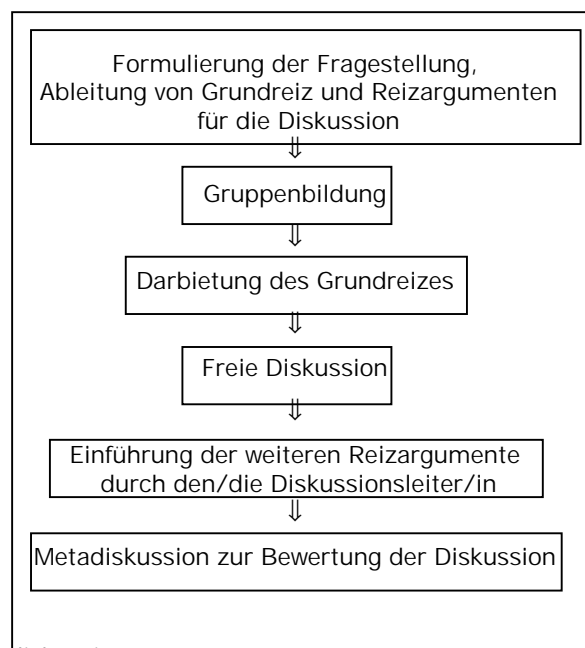 Formulierung der Fragestellung,
Ableitung von Grundreiz und Reizargumenten
für die Diskussion
⇓
Gruppenbildung
⇓
Darbietung des Grundreizes
⇓
Freie Diskussion
⇓
Einführung der weiteren Reizargumente
durch den/die Diskussionsleiter/in
⇓
Metadiskussion zur Bewertung der Diskussion